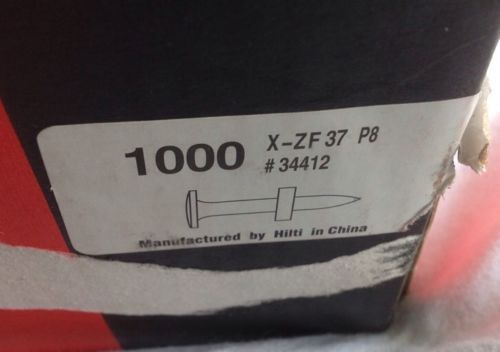 1000 X-ZF 37 P8
#34412
Manufactured by Hilti in China